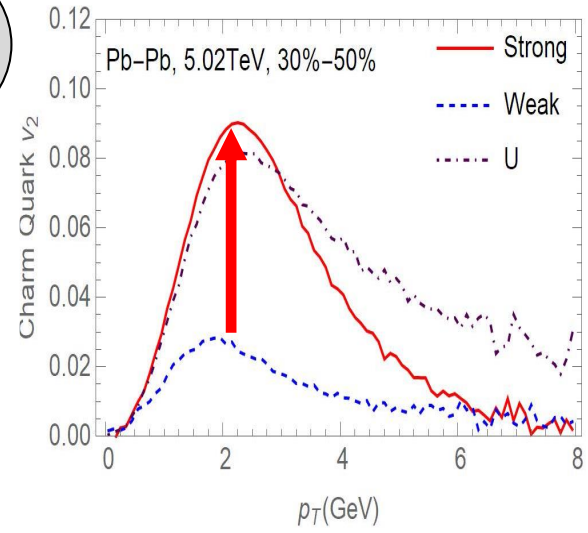 0.12
Pb−Pb, 5.02TeV, 30%−50%
Strong
Weak
U
0.10
0.08
0.06
0.04
0.02
0.00
Charm Quark v2
0 2 4 6 8
pT(GeV)